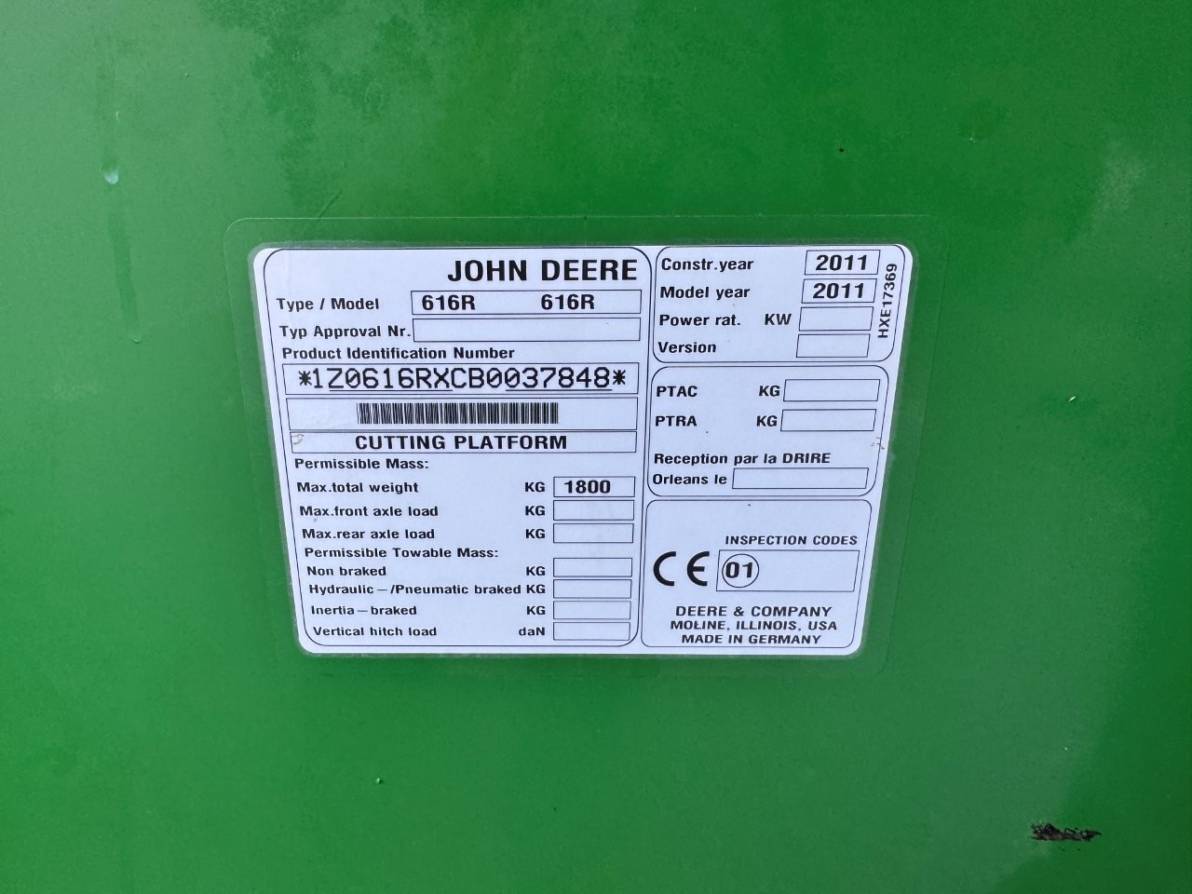 JOHN DEERE
Type / Model 616R 616R
Typ Approval Nr.
Product Identification Number
*1Z0616RXCB0037848*
CUTTING PLATFORM
Permissible Mass:
Max.total weight KG 1800
Max.front axle load KG
Max.rear axle load KG
Permissible Towable Mass:
Non braked KG
Hydraulic-/Pneumatic braked KG
Inertia-braked KG
Vertical hitch load daN
Constr.year 2011
Model year 2011
Power rat. KW
Version
HXE17369
PTAC KG
PTRA KG
Reception par la DRIRE
Orleans le
INSPECTION CODES
CE 01
DEERE & COMPANY
MOLINE, ILLINOIS, USA
MADE IN GERMANY